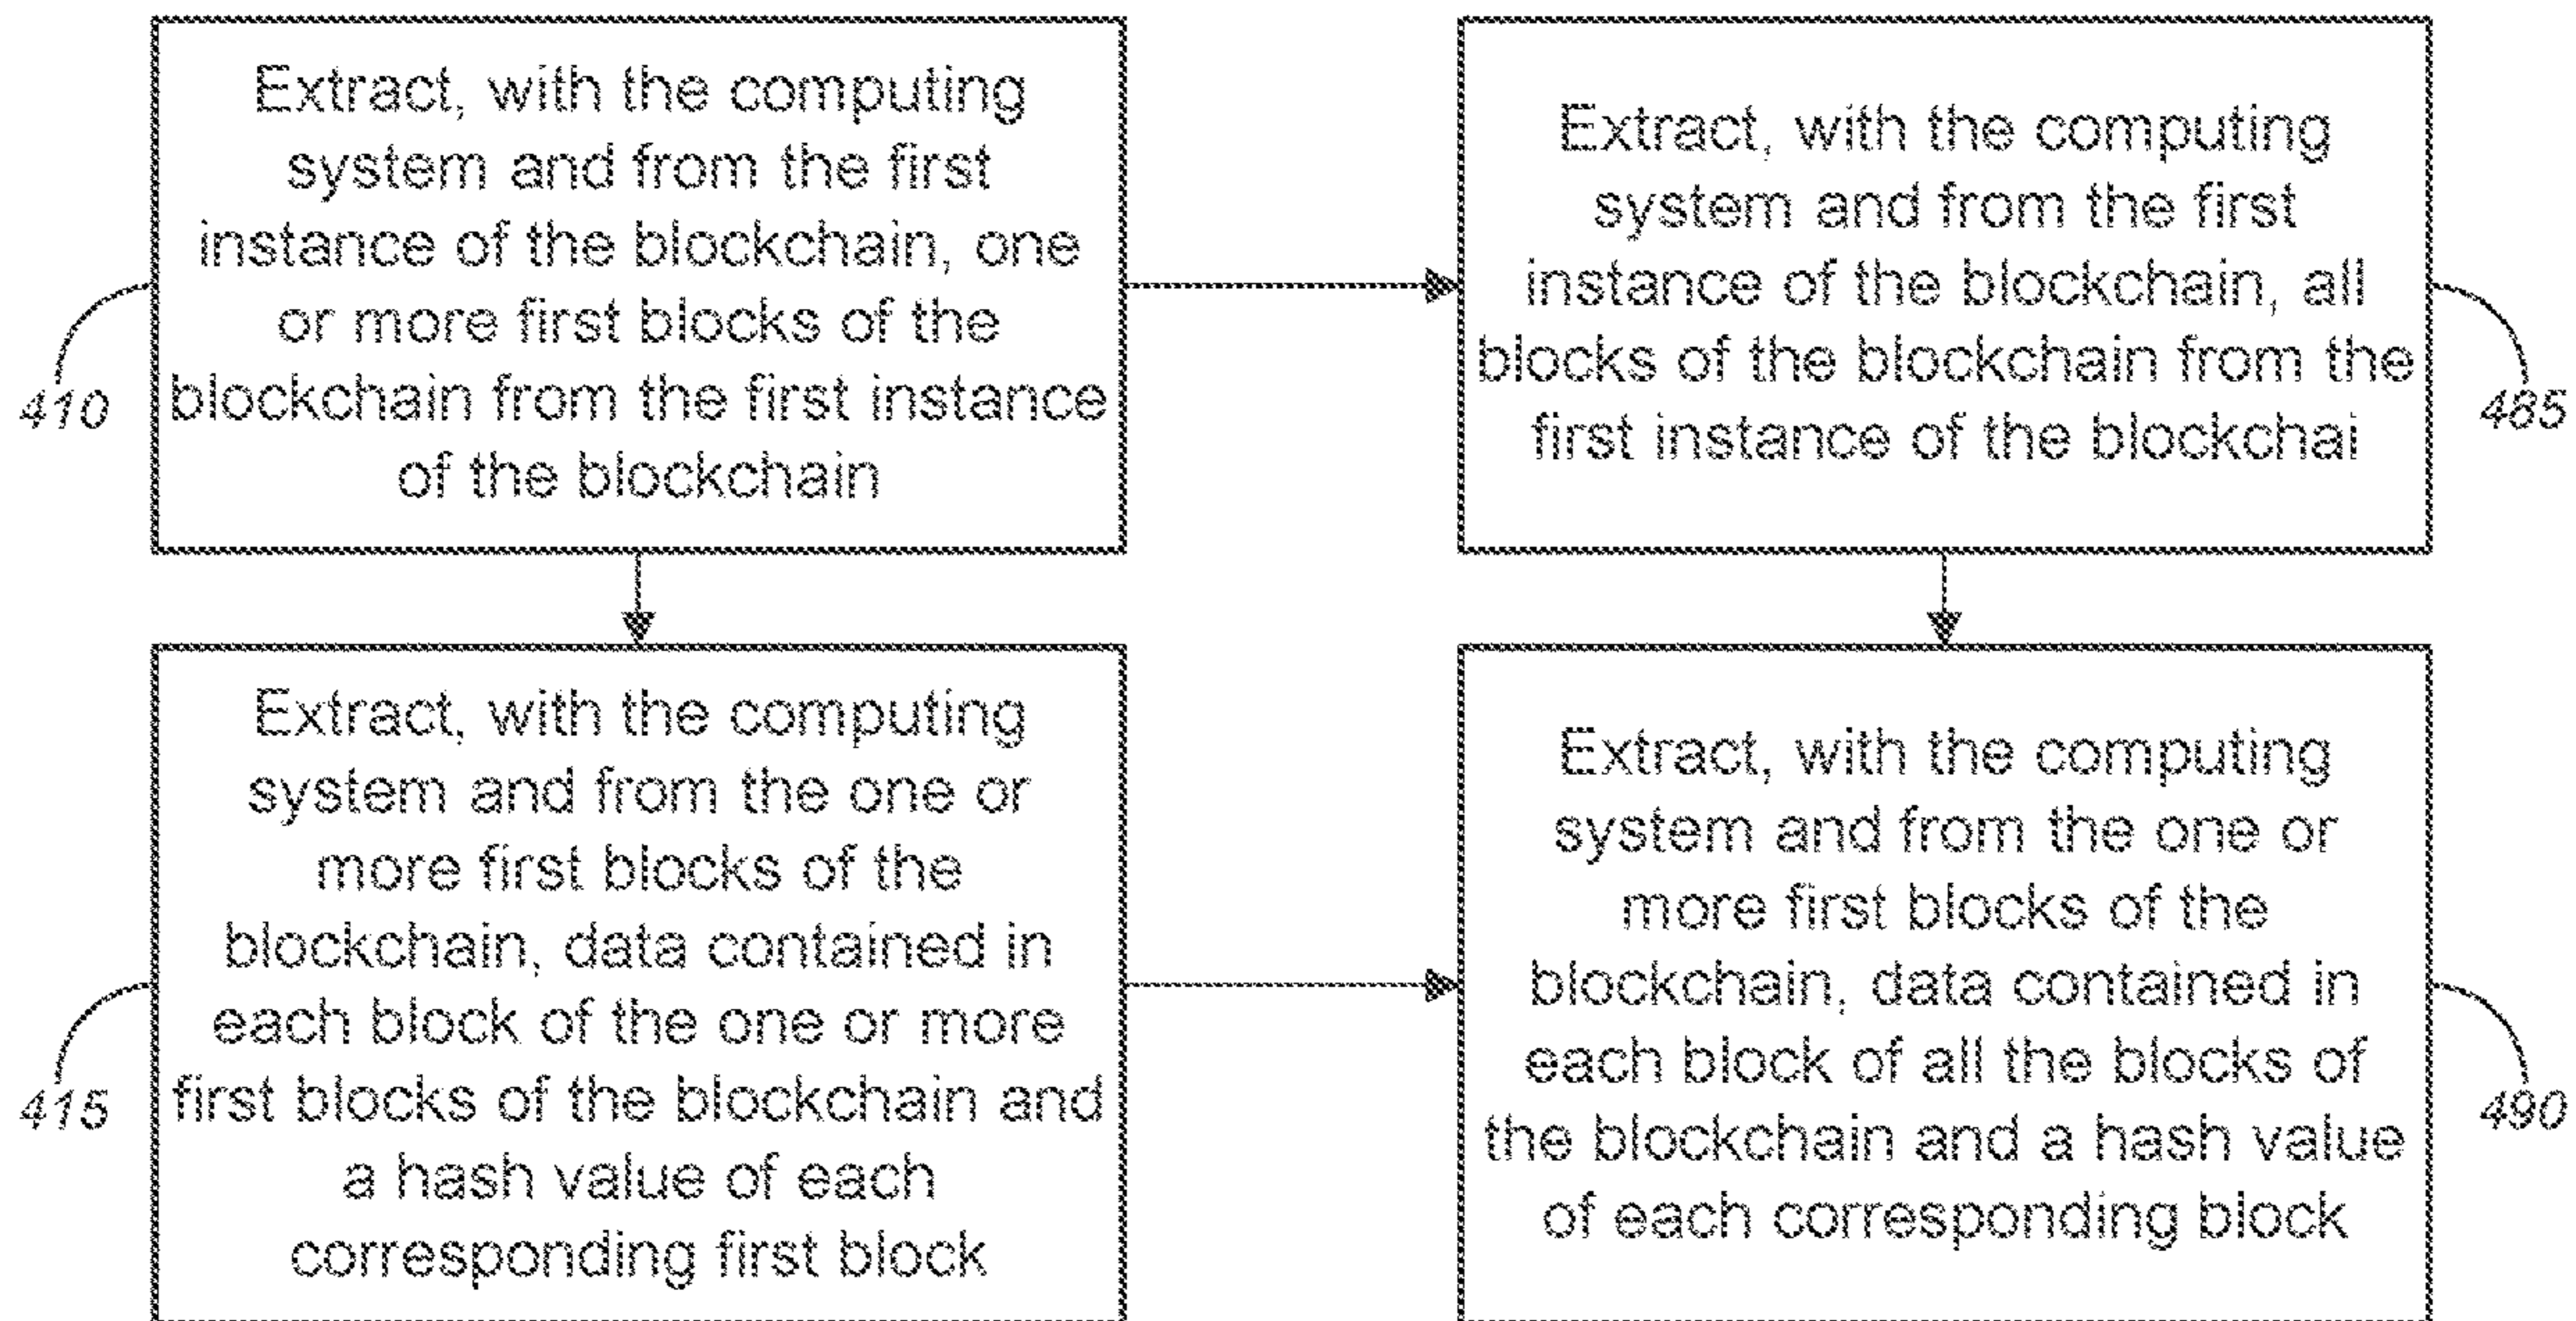 Extract, with the computing
system and from the first
instance of the blockchain, one
or more first blocks of the
blockchain from the first instance
of the blockchain
410
Extract, with the computing
system and from the first
instance of the blockchain, all
blocks of the blockchain from the
first instance of the blockchai
485
Extract, with the computing
system and from the one or
more first blocks of the
blockchain, data contained in
each block of the one or more
first blocks of the blockchain and
a hash value of each
corresponding first block
415
Extract, with the computing
system and from the one or
more first blocks of the
blockchain, data contained in
each block of all the blocks of
the blockchain and a hash value
of each corresponding block
490